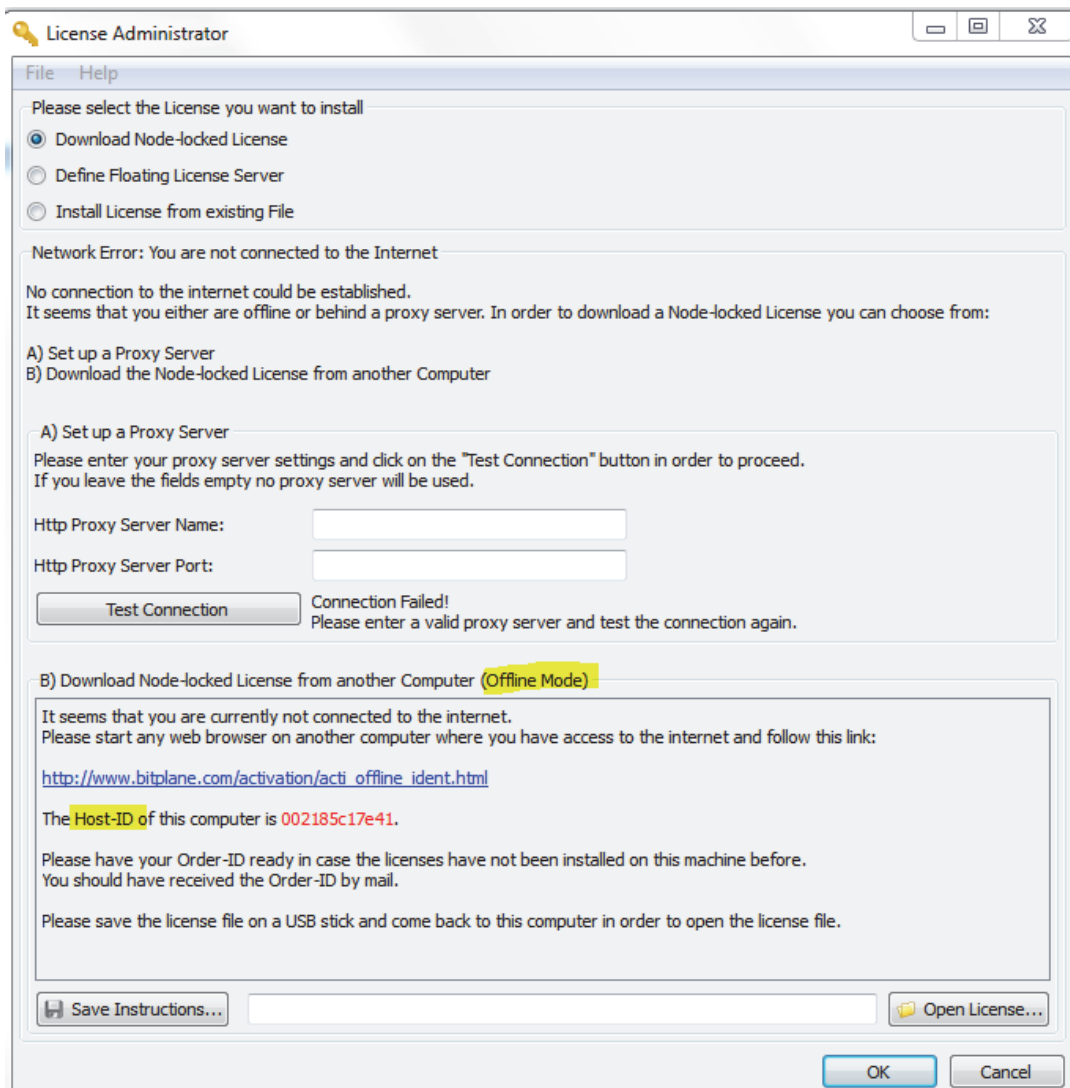 License Administrator
File Help
Please select the License you want to install
Download Node-locked License
Define Floating License Server
Install License from existing File
Network Error: You are not connected to the Internet
No connection to the internet could be established.
It seems that you either are offline or behind a proxy server. In order to download a Node-locked License you can choose from:
A) Set up a Proxy Server
B) Download the Node-locked License from another Computer
A) Set up a Proxy Server
Please enter your proxy server settings and click on the "Test Connection" button in order to proceed.
If you leave the fields empty no proxy server will be used.
Http Proxy Server Name:
Http Proxy Server Port:
Test Connection
Connection Failed!
Please enter a valid proxy server and test the connection again.
B) Download Node-locked License from another Computer (Offline Mode)
It seems that you are currently not connected to the internet.
Please start any web browser on another computer where you have access to the internet and follow this link:
http://www.bitplane.com/activation/acti_offline_ident.html
The Host-ID of this computer is 002185c17e41.
Please have your Order-ID ready in case the licenses have not been installed on this machine before.
You should have received the Order-ID by mail.
Please save the license file on a USB stick and come back to this computer in order to open the license file.
Save Instructions...
Open License...
OK
Cancel